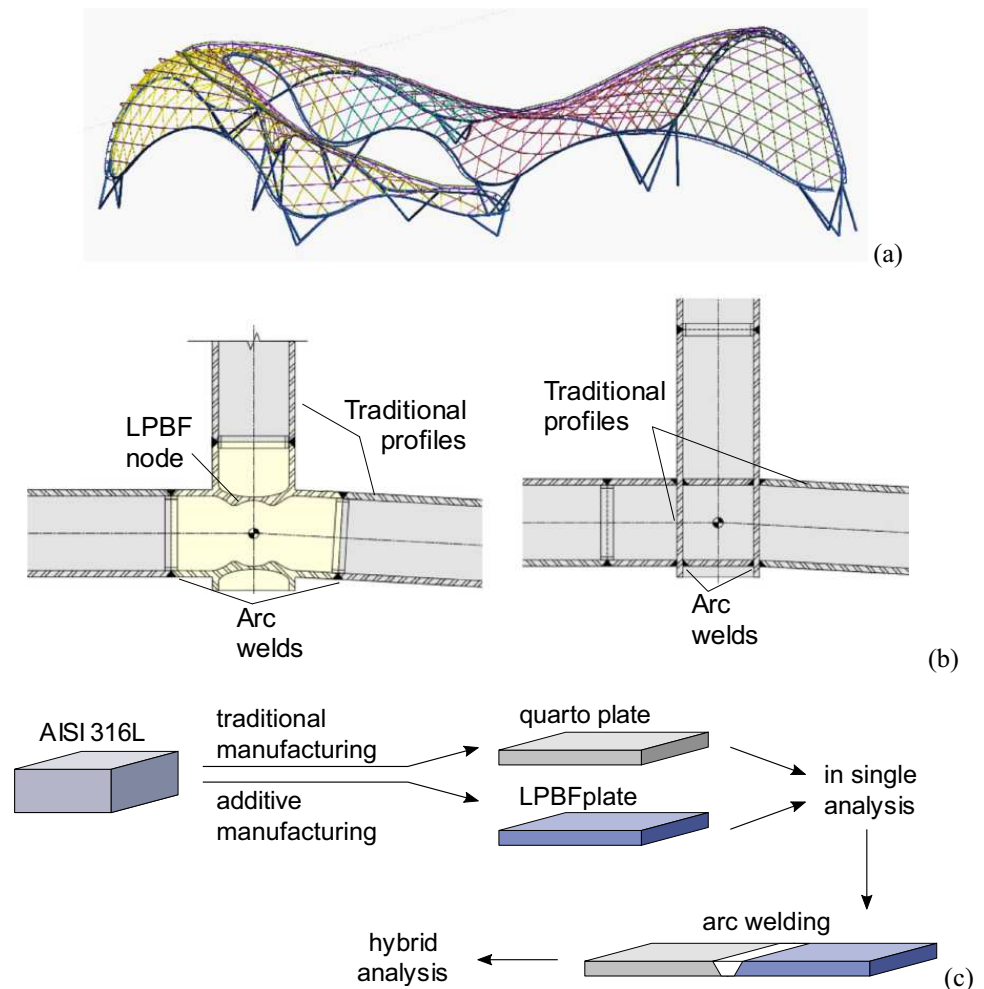 (a)
LPBF
node
Traditional
profiles
Arc
welds
Traditional
profiles
Arc
welds
(b)
AISI 316L
traditional
manufacturing
additive
manufacturing
quarto plate
LPBFplate
in single
analysis
arc welding
hybrid
analysis
(c)